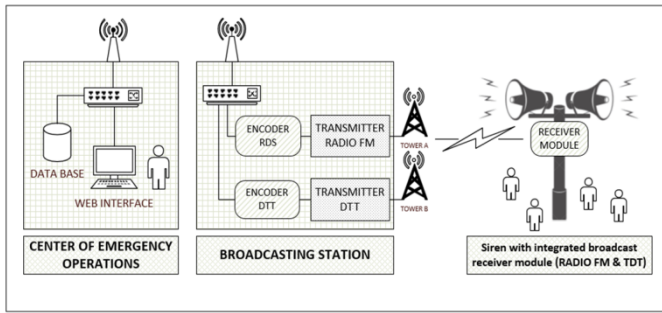 DATA BASE
WEB INTERFACE
CENTER OF EMERGENCY
OPERATIONS
ENCODER
RDS
TRANSMITTER
RADIO FM
TOWER A
ENCODER
DTT
TRANSMITTER
DTT
TOWER B
BROADCASTING STATION
RECEIVER
MODULE
Siren with integrated broadcast
receiver module (RADIO FM & TDT)